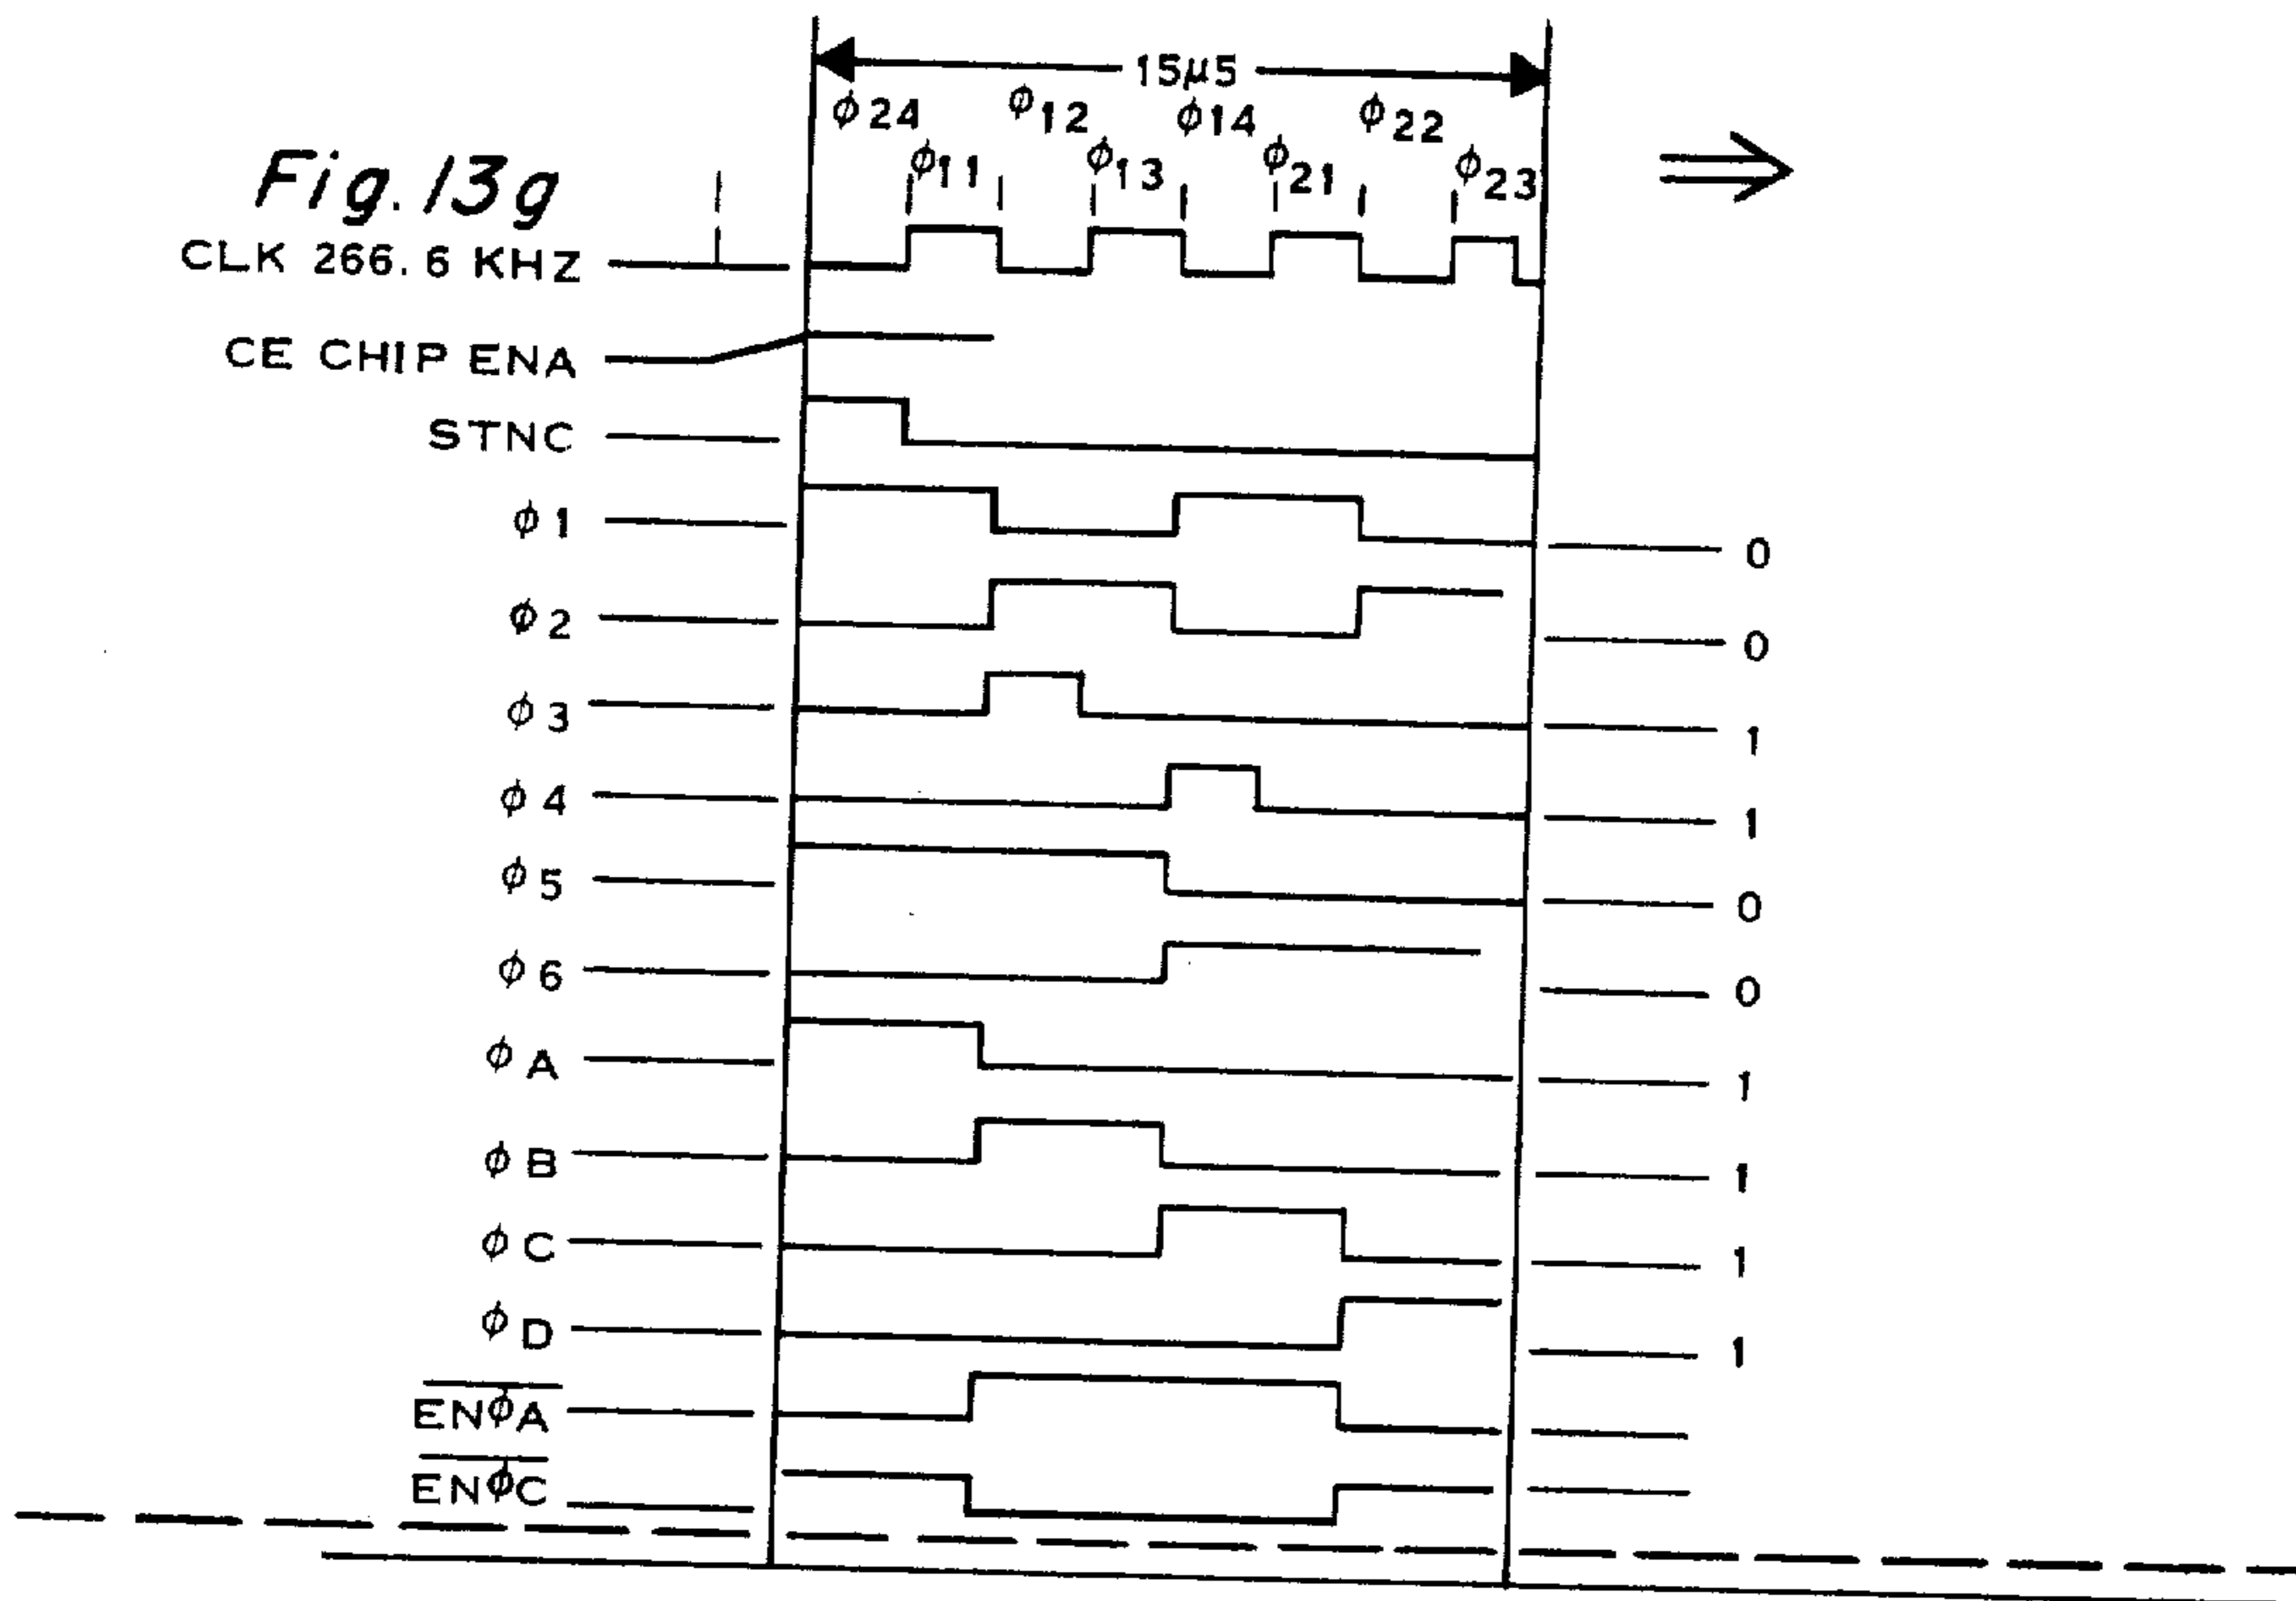 15µ5
ϕ24 ϕ12 ϕ14 ϕ22
ϕ11 ϕ13 ϕ21 ϕ23
Fig. 13g
CLK 266.6 KHZ
CE CHIP ENA
STNC
ϕ1 0
ϕ2 0
ϕ3 1
ϕ4 1
ϕ5 0
ϕ6 0
ϕA 1
ϕB 1
ϕC 1
ϕD 1
ENϕA
ENϕC